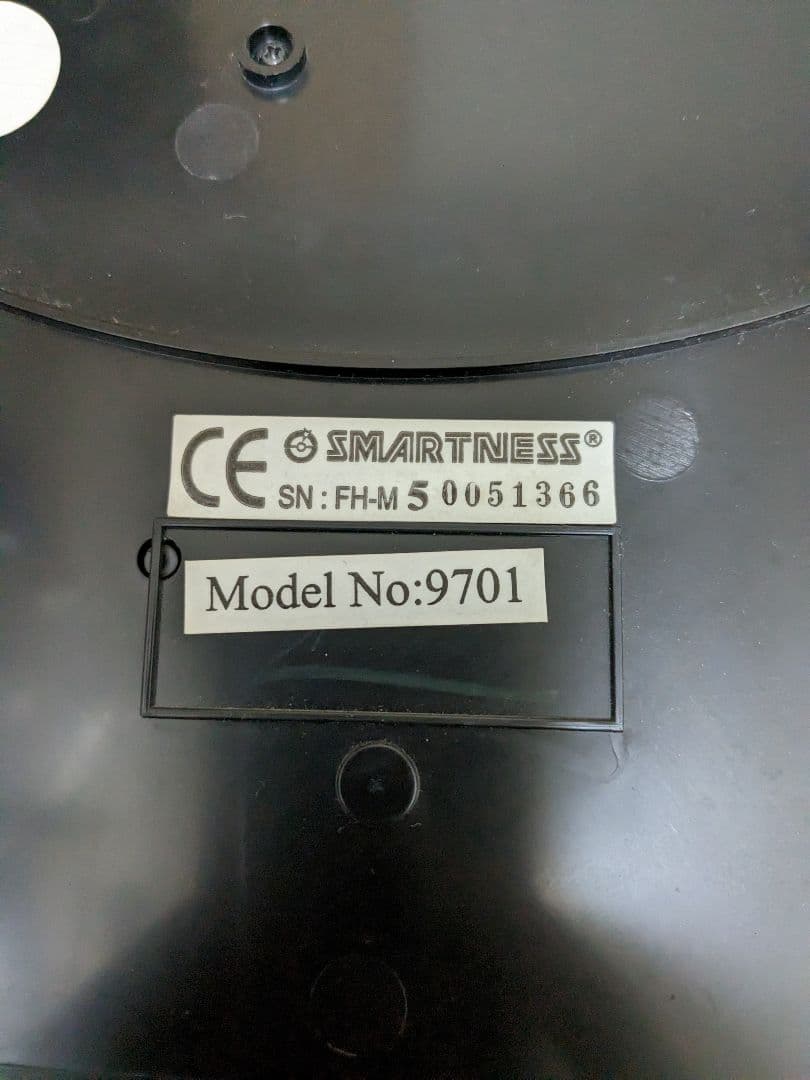 CE SMARTNESS®
SN : FH-M 5 0051366
Model No:9701